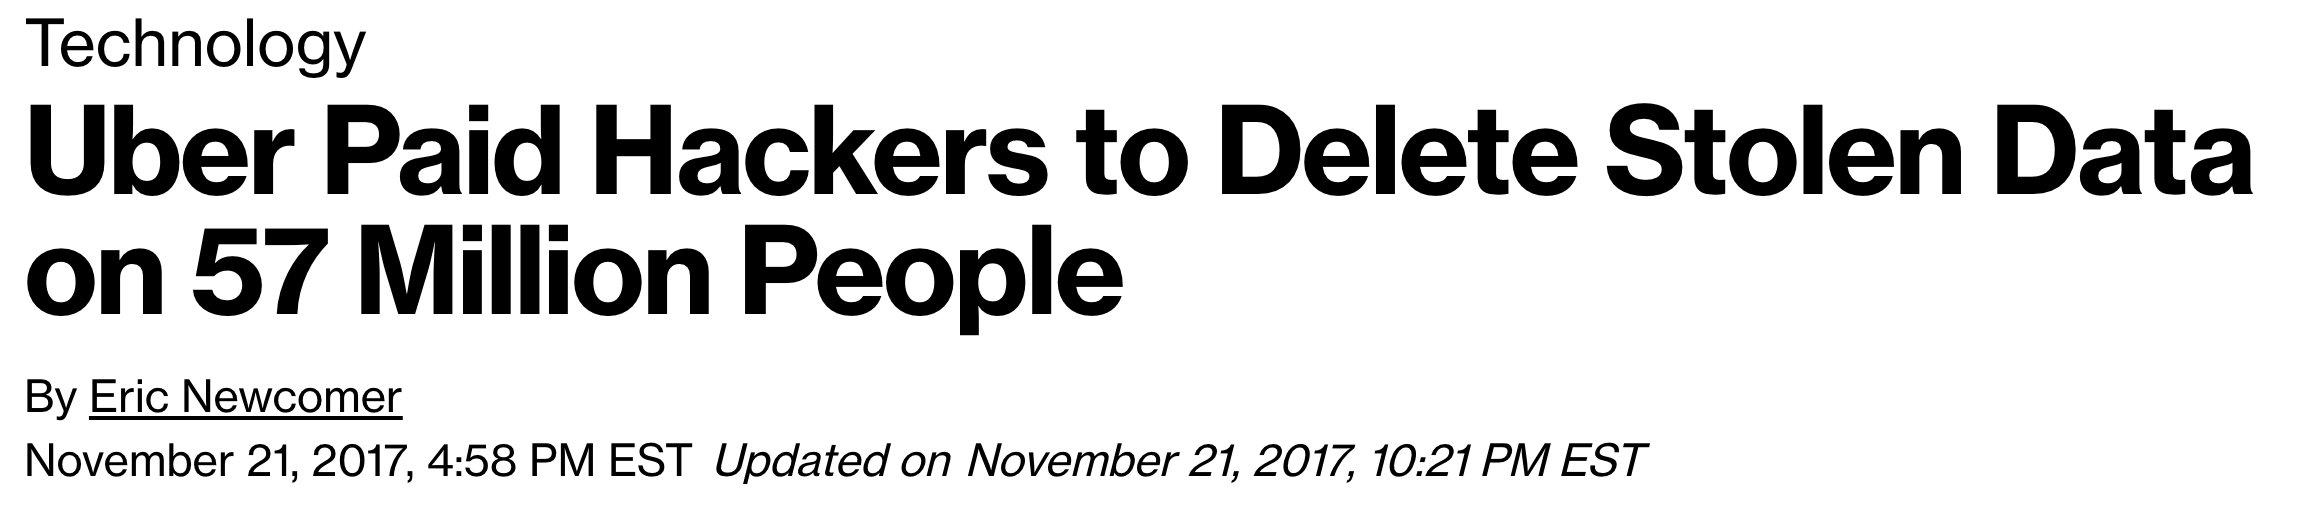 Technology
Uber Paid Hackers to Delete Stolen Data
on 57 Million People
By Eric Newcomer
November 21, 2017, 4:58 PM EST Updated on November 21, 2017, 10:21 PM EST